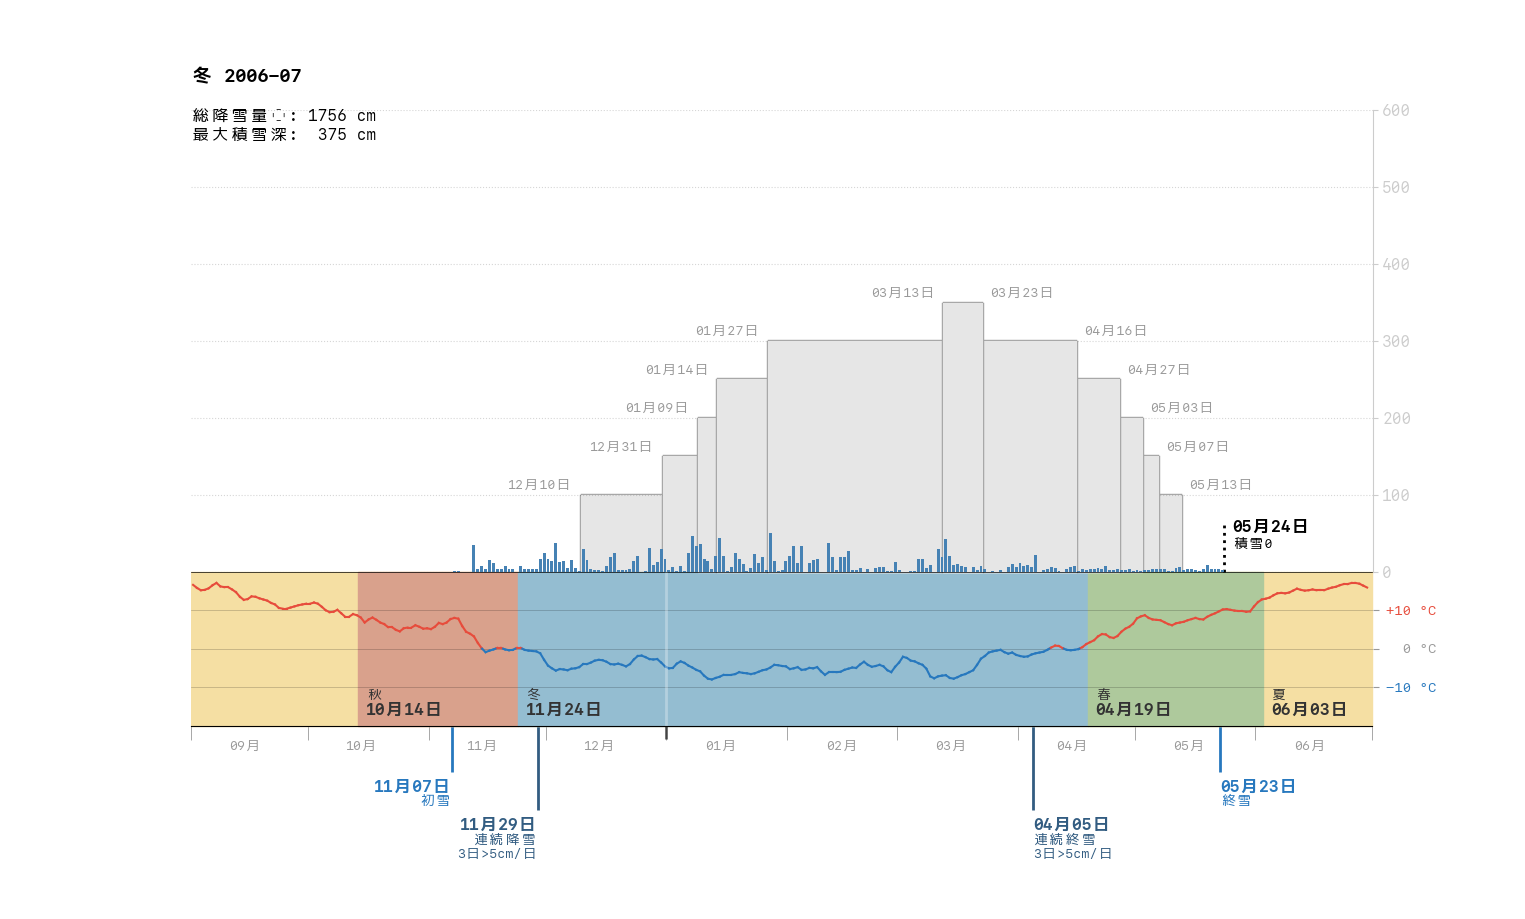 冬 2006-07
総降雪量: 1756 cm
最大積雪深: 375 cm
600
500
400
300
200
100
0
03月13日
03月23日
01月27日
04月16日
01月14日
04月27日
01月09日
05月03日
12月31日
05月07日
12月10日
05月13日
05月24日
積雪0
+10 °C
0 °C
-10 °C
秋
10月14日
冬
11月24日
春
04月19日
夏
06月03日
09月
10月
11月
12月
01月
02月
03月
04月
05月
06月
11月07日
初雪
05月23日
終雪
11月29日
連続降雪
3日>5cm/日
04月05日
連続終雪
3日>5cm/日